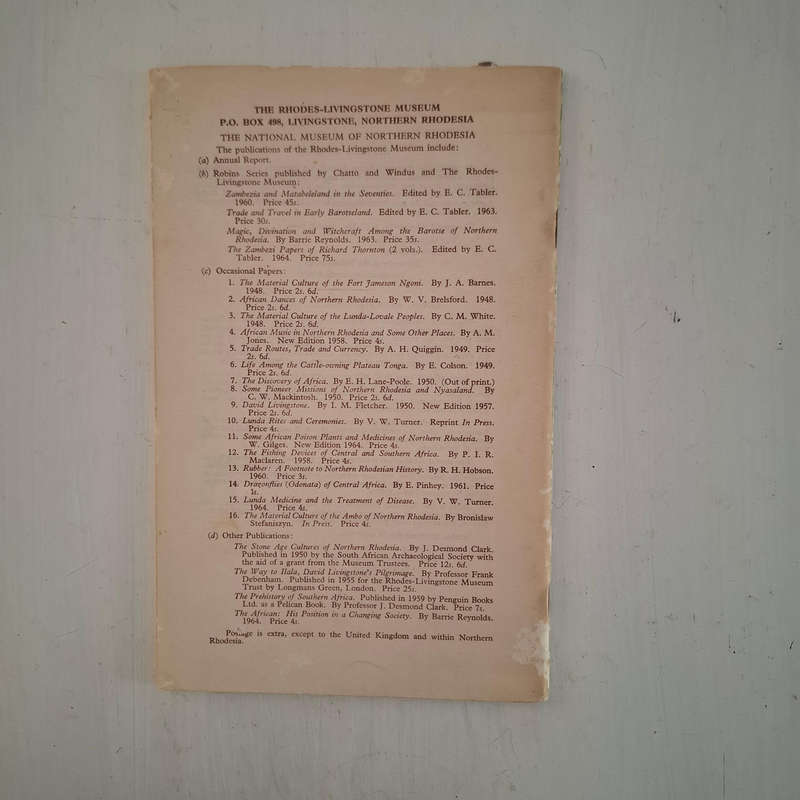 THE RHODES-LIVINGSTONE MUSEUM
P.O. BOX 498, LIVINGSTONE, NORTHERN RHODESIA
THE NATIONAL MUSEUM OF NORTHERN RHODESIA
The publications of the Rhodes-Livingstone Museum include:
(a) Annual Report.
(b) Robins Series published by Chatto and Windus and The Rhodes-
Livingstone Museum:
Zambezia and Matabeleland in the Seventies. Edited by E. C. Tabler.
1960. Price 45s.
Trade and Travel in Early Barotseland. Edited by E. C. Tabler. 1963.
Price 30s.
Magic, Divination and Witchcraft Among the Barotse of Northern
Rhodesia. By Barrie Reynolds. 1963. Price 35s.
The Zambezi Papers of Richard Thornton (2 vols.). Edited by E. C.
Tabler. 1964. Price 75s.
(c) Occasional Papers:
1. The Material Culture of the Fort Jameson Ngoni. By J. A. Barnes.
1948. Price 2s. 6d.
2. African Dances of Northern Rhodesia. By W. V. Brelsford. 1948.
Price 2s. 6d.
3. The Material Culture of the Lunda-Lovale Peoples. By C. M. White.
1948. Price 2s. 6d.
4. African Music in Northern Rhodesia and Some Other Places. By A. M.
Jones. New Edition 1958. Price 4s.
5. Trade Routes, Trade and Currency. By A. H. Quiggin. 1949. Price
2s. 6d.
6. Life Among the Cattle-owning Plateau Tonga. By E. Colson. 1949.
Price 2s. 6d.
7. The Discovery of Africa. By E. H. Lane-Poole. 1950. (Out of print.)
8. Some Pioneer Missions of Northern Rhodesia and Nyasaland. By
C. W. Mackintosh. 1950. Price 2s. 6d.
9. David Livingstone. By I. M. Fletcher. 1950. New Edition 1957.
Price 2s. 6d.
10. Lunda Rites and Ceremonies. By V. W. Turner. Reprint In Press.
Price 4s.
11. Some African Poison Plants and Medicines of Northern Rhodesia. By
W. Gilges. New Edition 1964. Price 4s.
12. The Fishing Devices of Central and Southern Africa. By P. I. R.
Maclaren. 1958. Price 4s.
13. Rubber: A Footnote to Northern Rhodesian History. By R. H. Hobson.
1960. Price 3s.
14. Dragonflies (Odonata) of Central Africa. By E. Pinhey. 1961. Price
1s.
15. Lunda Medicine and the Treatment of Disease. By V. W. Turner.
1964. Price 4s.
16. The Material Culture of the Ambo of Northern Rhodesia. By Bronislaw
Stefaniszyn. In Press. Price 4s.
(d) Other Publications:
The Stone Age Cultures of Northern Rhodesia. By J. Desmond Clark.
Published in 1950 by the South African Archaeological Society with
the aid of a grant from the Museum Trustees. Price 12s. 6d.
The Way to Ilala, David Livingstone's Pilgrimage. By Professor Frank
Debenham. Published in 1955 for the Rhodes-Livingstone Museum
Trust by Longmans Green, London. Price 25s.
The Prehistory of Southern Africa. Published in 1959 by Penguin Books
Ltd. as a Pelican Book. By Professor J. Desmond Clark. Price 7s.
The African: His Position in a Changing Society. By Barrie Reynolds.
1964. Price 4s.
Postage is extra, except to the United Kingdom and within Northern
Rhodesia.